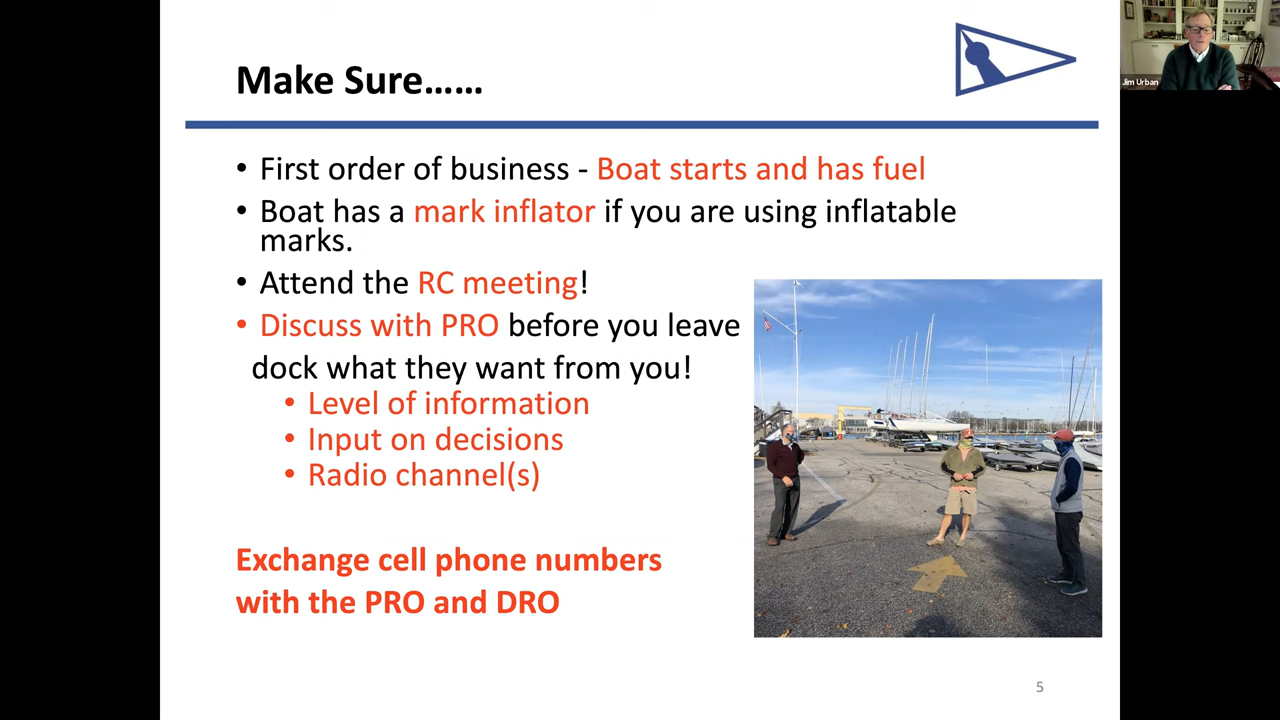 Jim Urban
Make Sure......
• First order of business - Boat starts and has fuel
• Boat has a mark inflator if you are using inflatable
marks.
• Attend the RC meeting!
• Discuss with PRO before you leave
dock what they want from you!
• Level of information
• Input on decisions
• Radio channel(s)
Exchange cell phone numbers
with the PRO and DRO
5